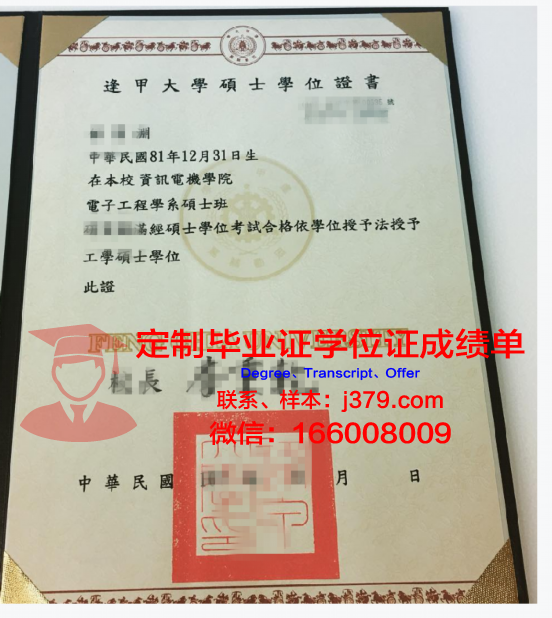 逢甲大學碩士學位證書
號
中華民國81年12月31日生
在本校 資訊電機學院
電子工程學系碩士班
經碩士學位考試合格依學位授予法授予
工學碩士學位
此證
FENG CHIA UNIVERSITY
定制毕业证学位证成绩单
Degree、Transcript、Offer
校長
联系、样本：j379.com
微信：166008009
中華民國 月 日